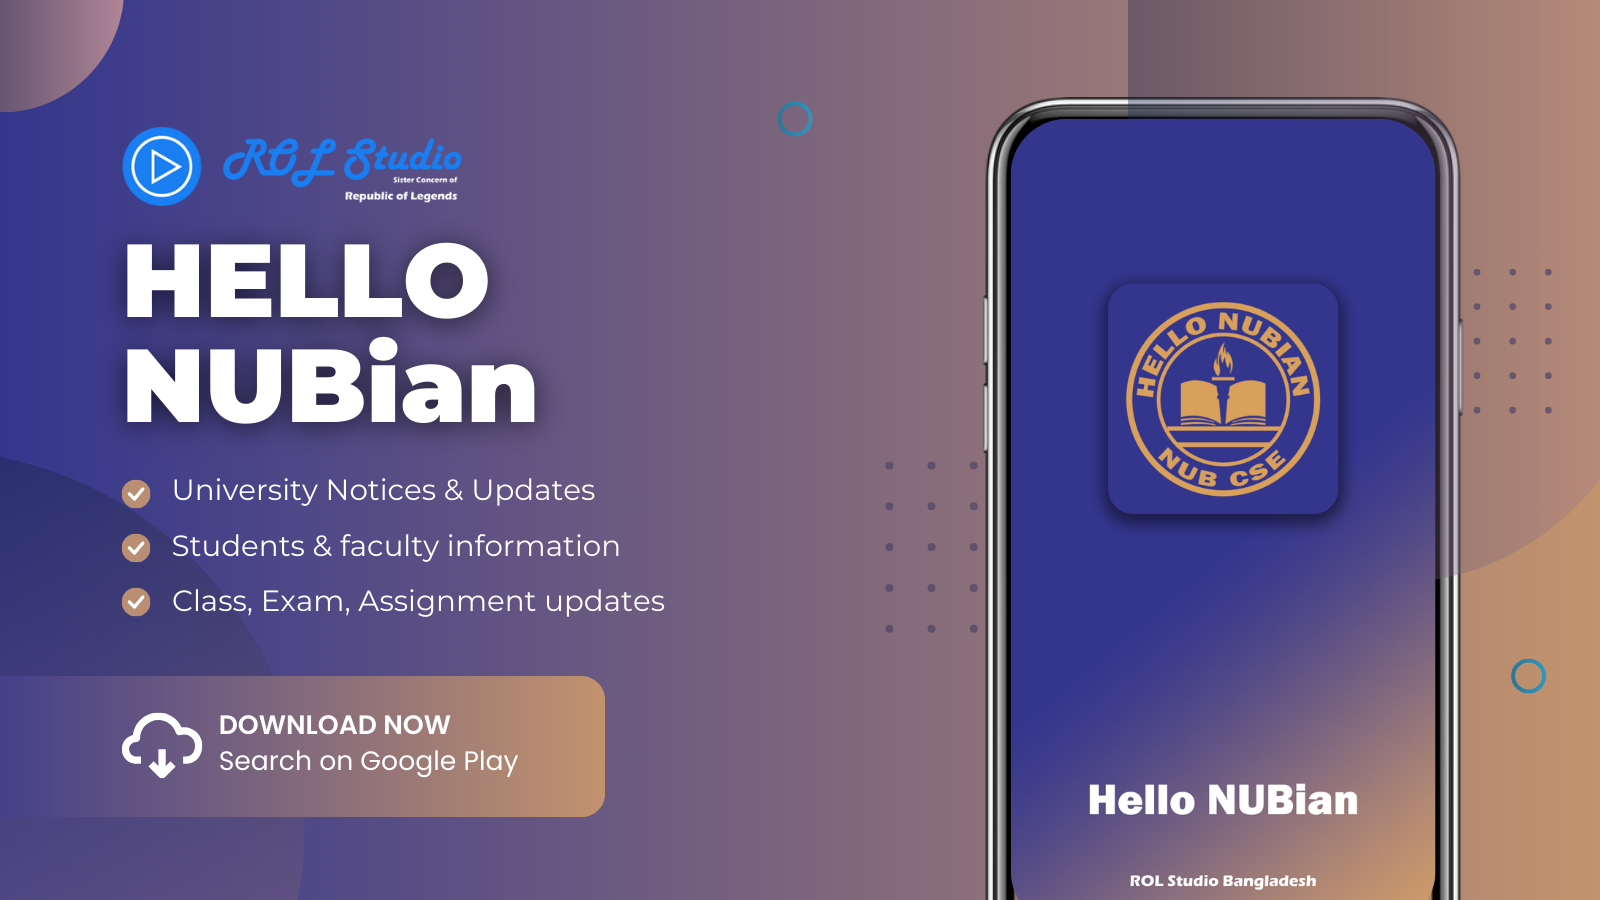 ROL Studio
Sister Concern of
Republic of Legends
HELLO
NUBian
University Notices & Updates
Students & faculty information
Class, Exam, Assignment updates
DOWNLOAD NOW
Search on Google Play
HELLO NUBIAN
NUB CSE
Hello NUBian
ROL Studio Bangladesh